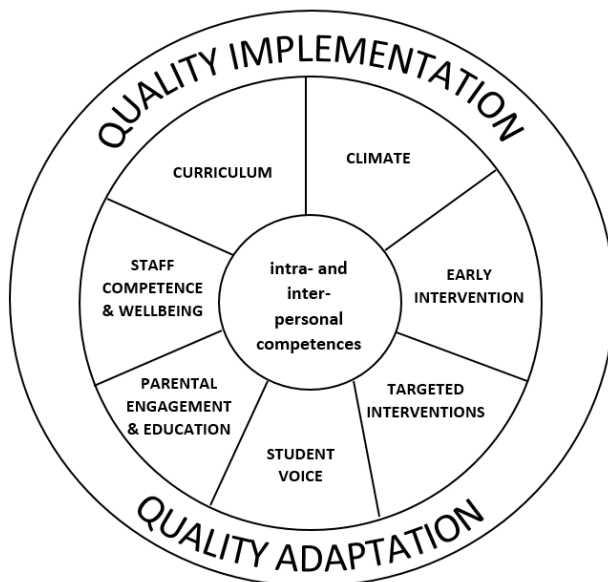 QUALITY IMPLEMENTATION
CURRICULUM
CLIMATE
STAFF
COMPETENCE
& WELLBEING
intra- and
inter-
personal
competences
EARLY
INTERVENTION
PARENTAL
ENGAGEMENT
& EDUCATION
TARGETED
INTERVENTIONS
STUDENT
VOICE
QUALITY ADAPTATION